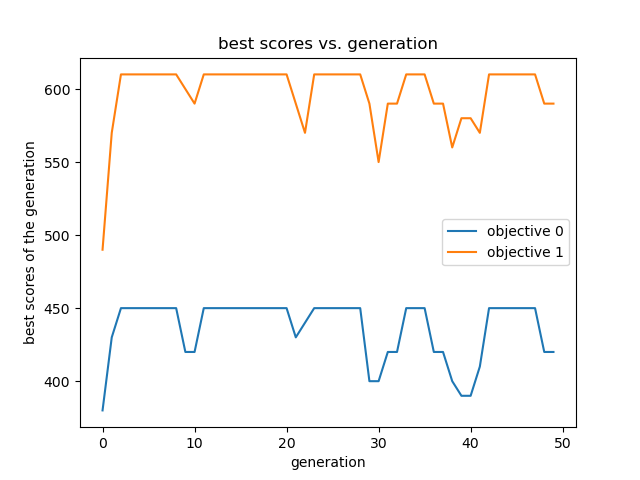 best scores vs. generation
best scores of the generation
600
550
500
450
400
objective 0
objective 1
0
10
20
30
40
50
generation